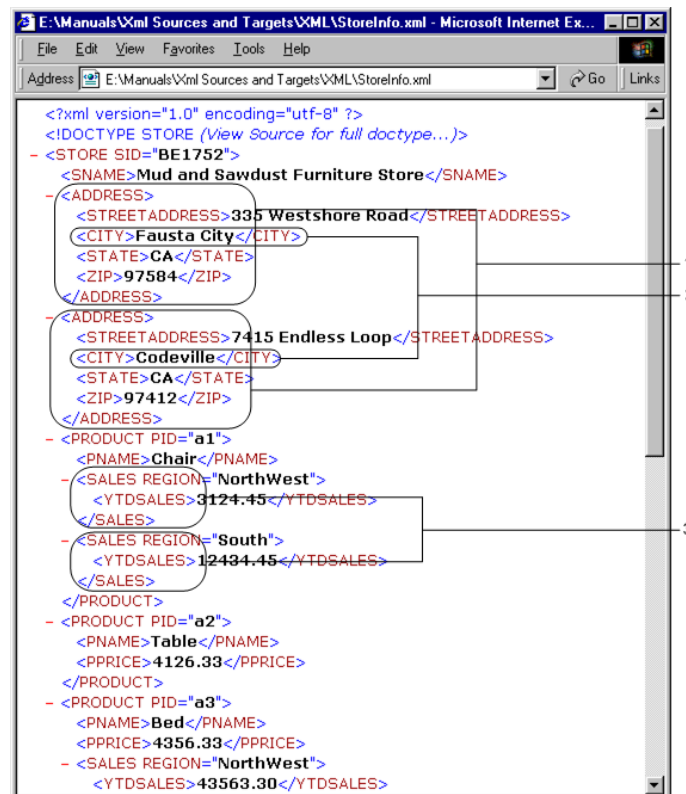 E:\Manuals\Xml Sources and Targets\XML\StoreInfo.xml - Microsoft Internet Ex...
File Edit View Favorites Tools Help
Address E:\Manuals\Xml Sources and Targets\XML\StoreInfo.xml Go Links
<?xml version="1.0" encoding="utf-8" ?>
<!DOCTYPE STORE (View Source for full doctype...)>
- <STORE SID="BE1752">
<SNAME>Mud and Sawdust Furniture Store</SNAME>
- <ADDRESS>
<STREETADDRESS>335 Westshore Road</STREETADDRESS>
<CITY>Fausta City</CITY>
<STATE>CA</STATE>
<ZIP>97584</ZIP>
</ADDRESS>
- <ADDRESS>
<STREETADDRESS>7415 Endless Loop</STREETADDRESS>
<CITY>Codeville</CITY>
<STATE>CA</STATE>
<ZIP>97412</ZIP>
</ADDRESS>
- <PRODUCT PID="a1">
<PNAME>Chair</PNAME>
- <SALES REGION="NorthWest">
<YTDSALES>3124.45</YTDSALES>
</SALES>
- <SALES REGION="South">
<YTDSALES>12434.45</YTDSALES>
</SALES>
</PRODUCT>
- <PRODUCT PID="a2">
<PNAME>Table</PNAME>
<PPRICE>4126.33</PPRICE>
</PRODUCT>
- <PRODUCT PID="a3">
<PNAME>Bed</PNAME>
<PPRICE>4356.33</PPRICE>
- <SALES REGION="NorthWest">
<YTDSALES>43563.30</YTDSALES>